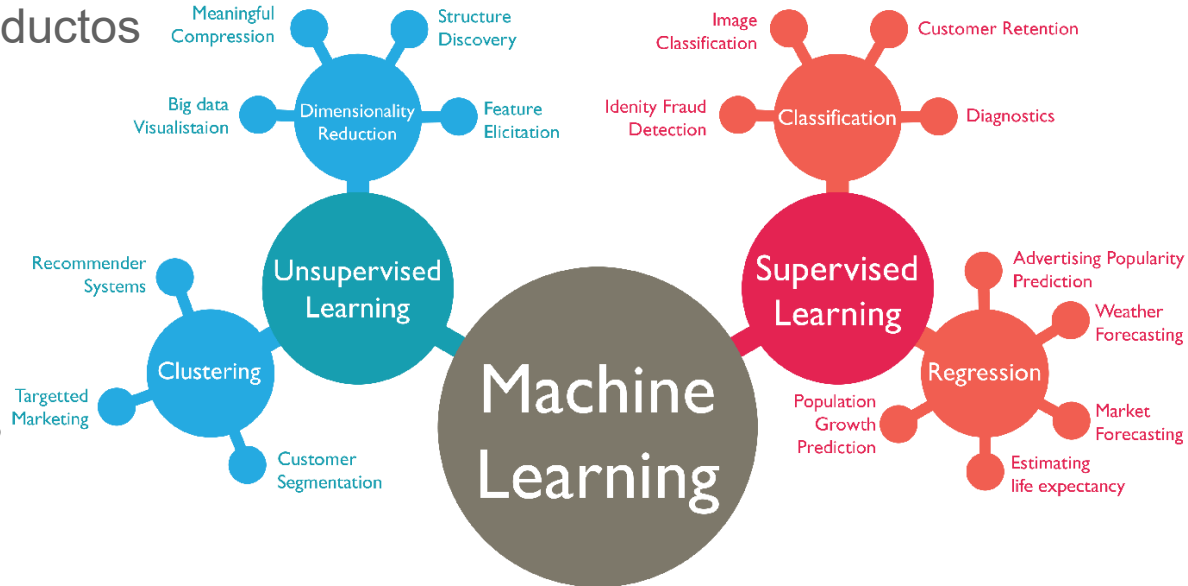 ductos
Meaningful
Compression
Structure
Discovery
Big data
Visualistaion
Dimensionality
Reduction
Feature
Elicitation
Image
Classification
Customer Retention
Idenity Fraud
Detection
Classification
Diagnostics
Recommender
Systems
Unsupervised
Learning
Supervised
Learning
Advertising Popularity
Prediction
Weather
Forecasting
Clustering
Machine
Learning
Regression
Targetted
Marketing
Population
Growth
Prediction
Market
Forecasting
Customer
Segmentation
Estimating
life expectancy